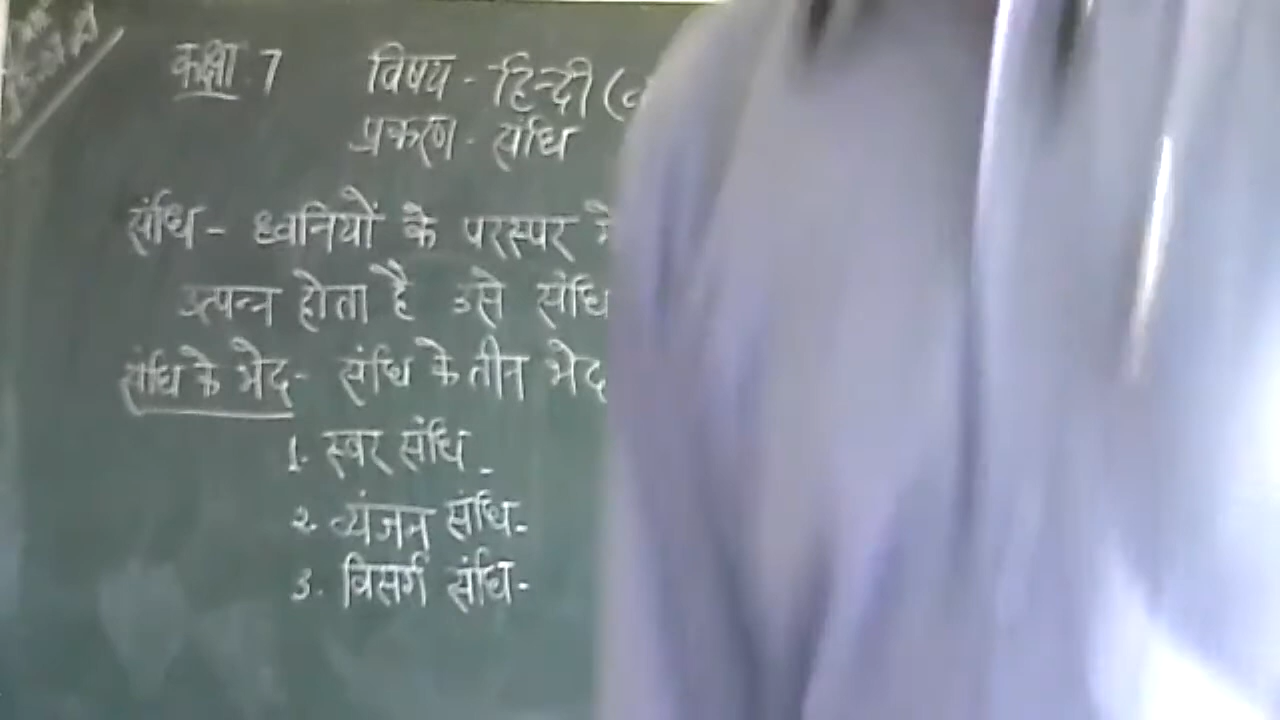 कक्षा 7 विषय - हिन्दी (
प्रकरण - संधि
संधि - ध्वनियों के परस्पर
उत्पन्न होता है उसे संधि
संधि के भेद - संधि के तीन भेद
1. स्वर संधि -
2. व्यंजन संधि -
3. विसर्ग संधि -